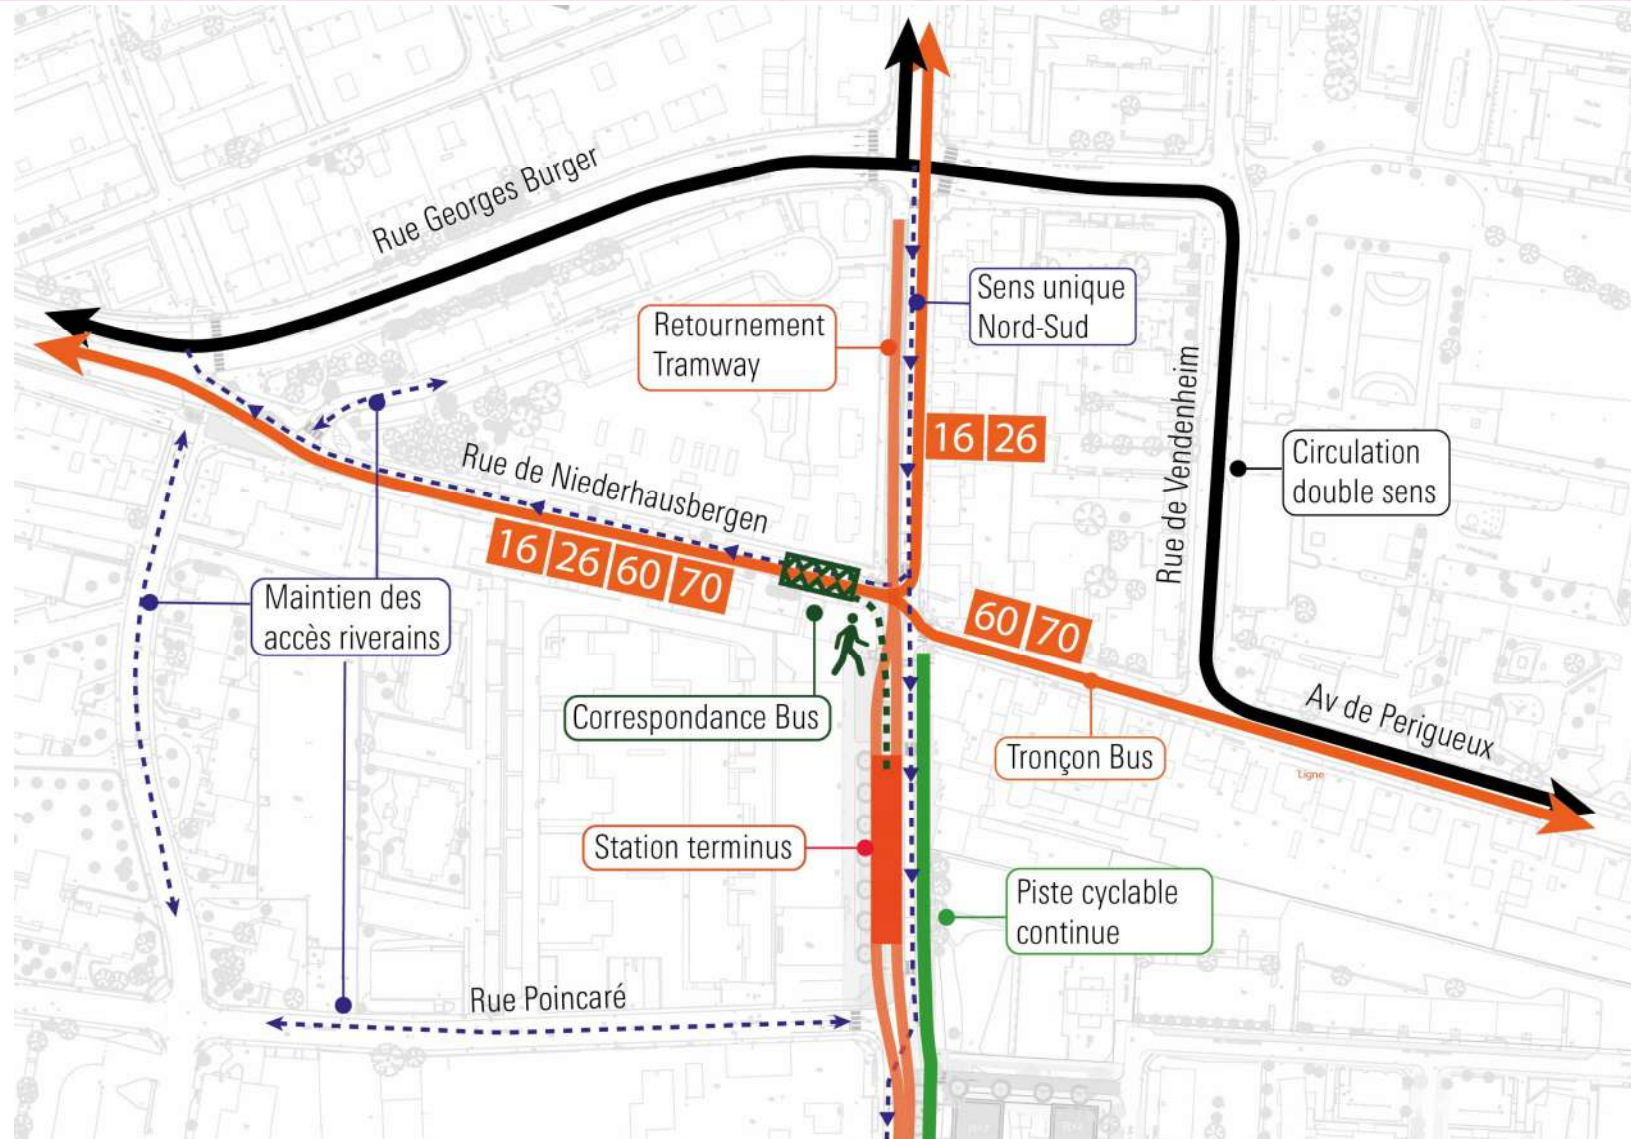 Rue Georges Burger
Sens unique
Nord-Sud
Retournement
Tramway
16 26
Rue de Vendenheim
Circulation
double sens
Rue de Niederhausbergen
16 26 60 70
Maintien des
accès riverains
60 70
Correspondance Bus
Av de Perigueux
Tronçon Bus
Ligne
Station terminus
Piste cyclable
continue
Rue Poincaré